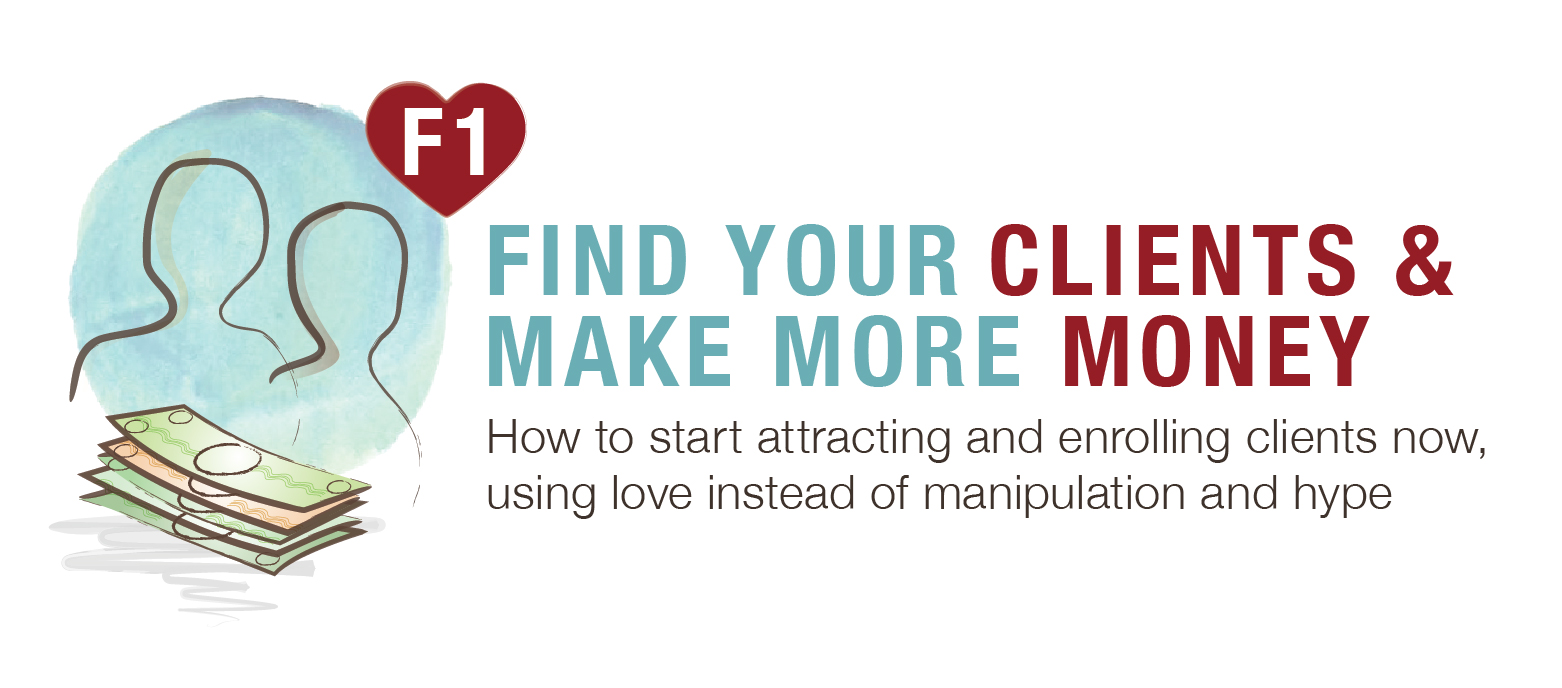 F1
FIND YOUR CLIENTS &
MAKE MORE MONEY
How to start attracting and enrolling clients now,
using love instead of manipulation and hype